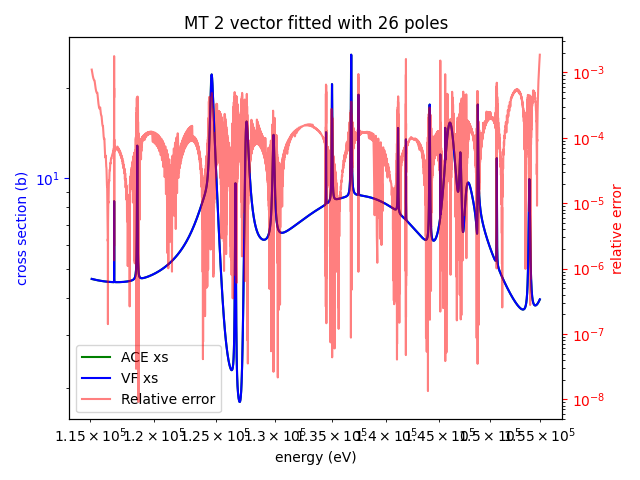 MT 2 vector fitted with 26 poles
cross section (b)
10¹
10⁻³
10⁻⁴
10⁻⁵
10⁻⁶
10⁻⁷
10⁻⁸
relative error
ACE xs
VF xs
Relative error
1.15 × 10⁵ 1.2 × 10⁵ 1.25 × 10⁵ 1.3 × 10⁵ 1.35 × 10⁵ 1.4 × 10⁵ 1.45 × 10⁵ 1.5 × 10⁵ 1.55 × 10⁵
energy (eV)